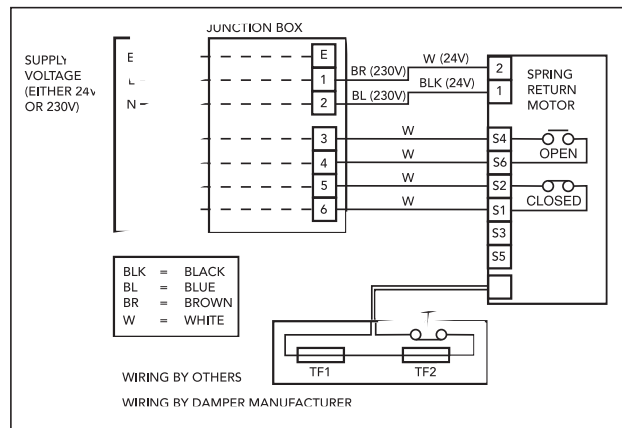 JUNCTION BOX
SUPPLY
VOLTAGE
(EITHER 24V
OR 230V)
E
N
E
1
2
3
4
5
6
BR (230V)
BL (230V)
W (24V)
BLK (24V)
W
W
W
W
2
1
S4
S6
S2
S1
S3
S5
SPRING
RETURN
MOTOR
OPEN
CLOSED
BLK = BLACK
BL = BLUE
BR = BROWN
W = WHITE
TF1
TF2
WIRING BY OTHERS
WIRING BY DAMPER MANUFACTURER